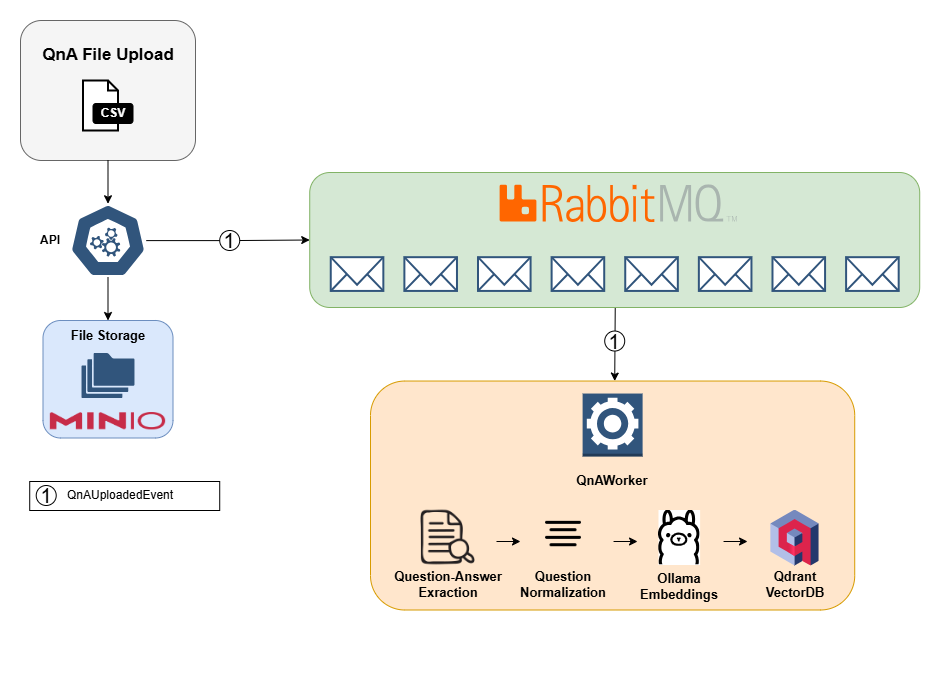 QnA File Upload
CSV
API
1
RabbitMQ™
File Storage
MINIO
1
QnAWorker
1 QnAUploadedEvent
Question-Answer
Exraction
Question
Normalization
Ollama
Embeddings
Qdrant
VectorDB